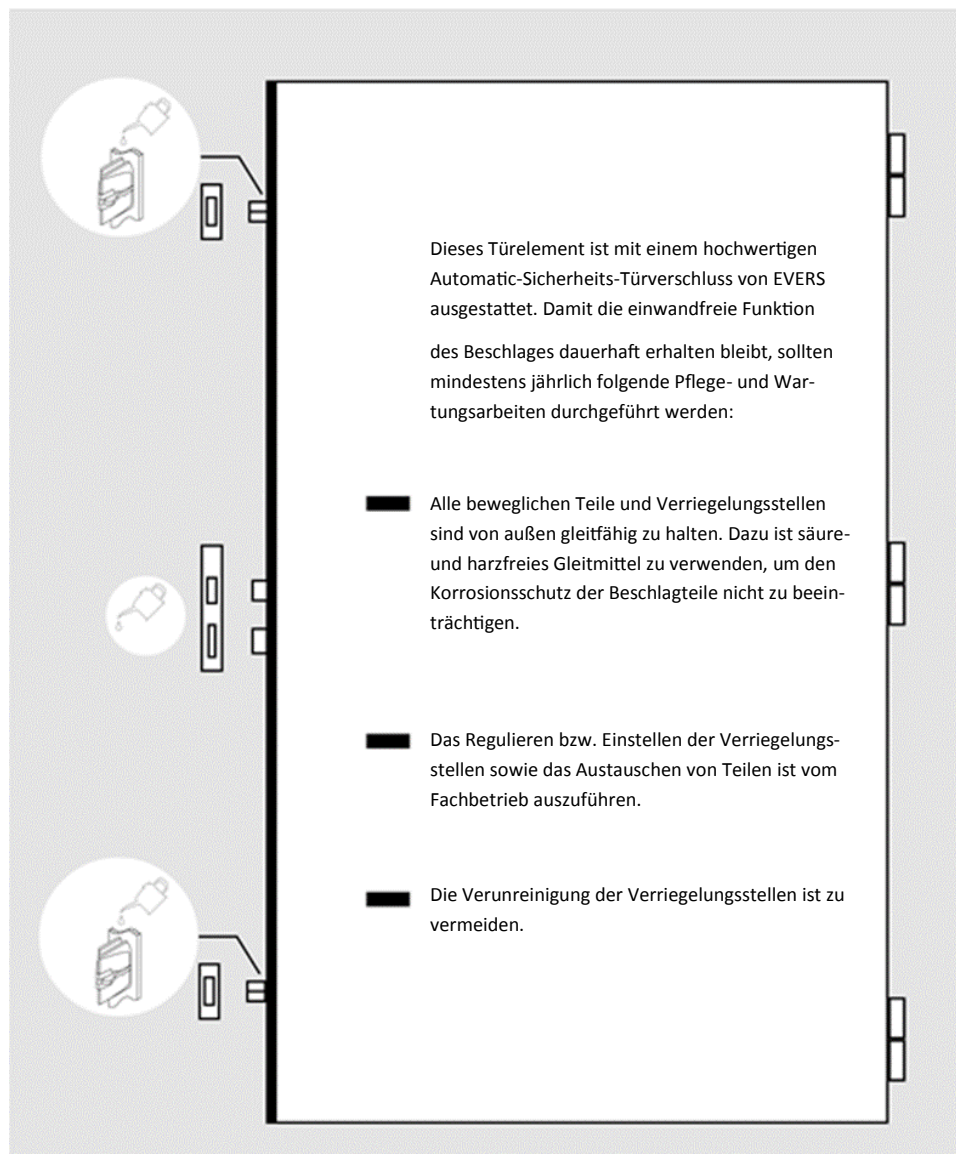 Dieses Türelement ist mit einem hochwertigen
Automatic-Sicherheits-Türverschluss von EVERS
ausgestattet. Damit die einwandfreie Funktion
des Beschlages dauerhaft erhalten bleibt, sollten
mindestens jährlich folgende Pflege- und War-
tungsarbeiten durchgeführt werden:
Alle beweglichen Teile und Verriegelungsstellen
sind von außen gleitfähig zu halten. Dazu ist säure-
und harzfreies Gleitmittel zu verwenden, um den
Korrosionsschutz der Beschlagteile nicht zu beein-
trächtigen.
Das Regulieren bzw. Einstellen der Verriegelungs-
stellen sowie das Austauschen von Teilen ist vom
Fachbetrieb auszuführen.
Die Verunreinigung der Verriegelungsstellen ist zu
vermeiden.